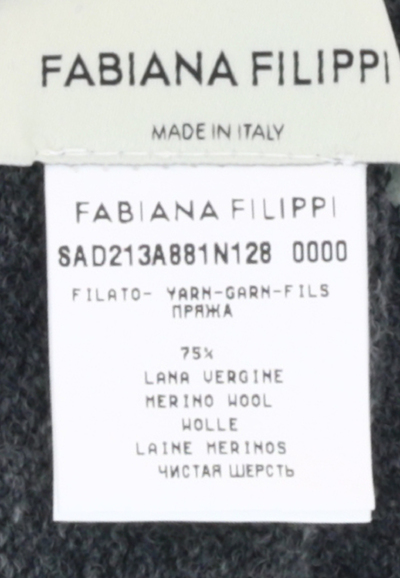 FABIANA FILIPPI
MADE IN ITALY
FABIANA FILIPPI
SAD213A881N128 0000
FILATO- YARN-GARN-FILS
ПРЯЖА
75%
LANA VERGINE
MERINO WOOL
WOLLE
LAINE MERINOS
ЧИСТАЯ ШЕРСТЬ